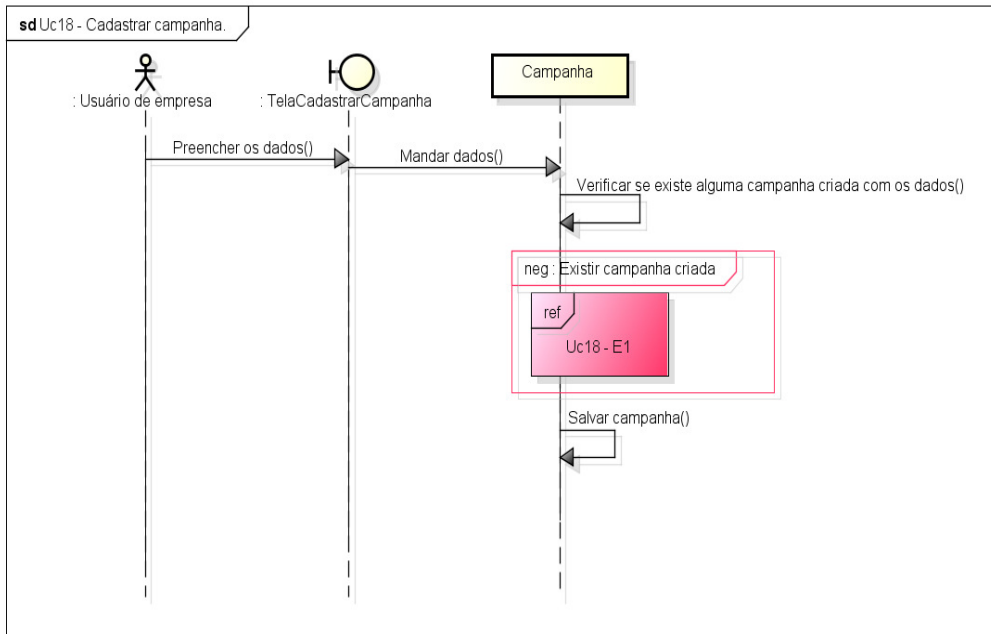 sd Uc18 - Cadastrar campanha.
: Usuário de empresa
: TelaCadastrarCampanha
Campanha
Preencher os dados()
Mandar dados()
Verificar se existe alguma campanha criada com os dados()
neg : Existir campanha criada
ref
Uc18 - E1
Salvar campanha()